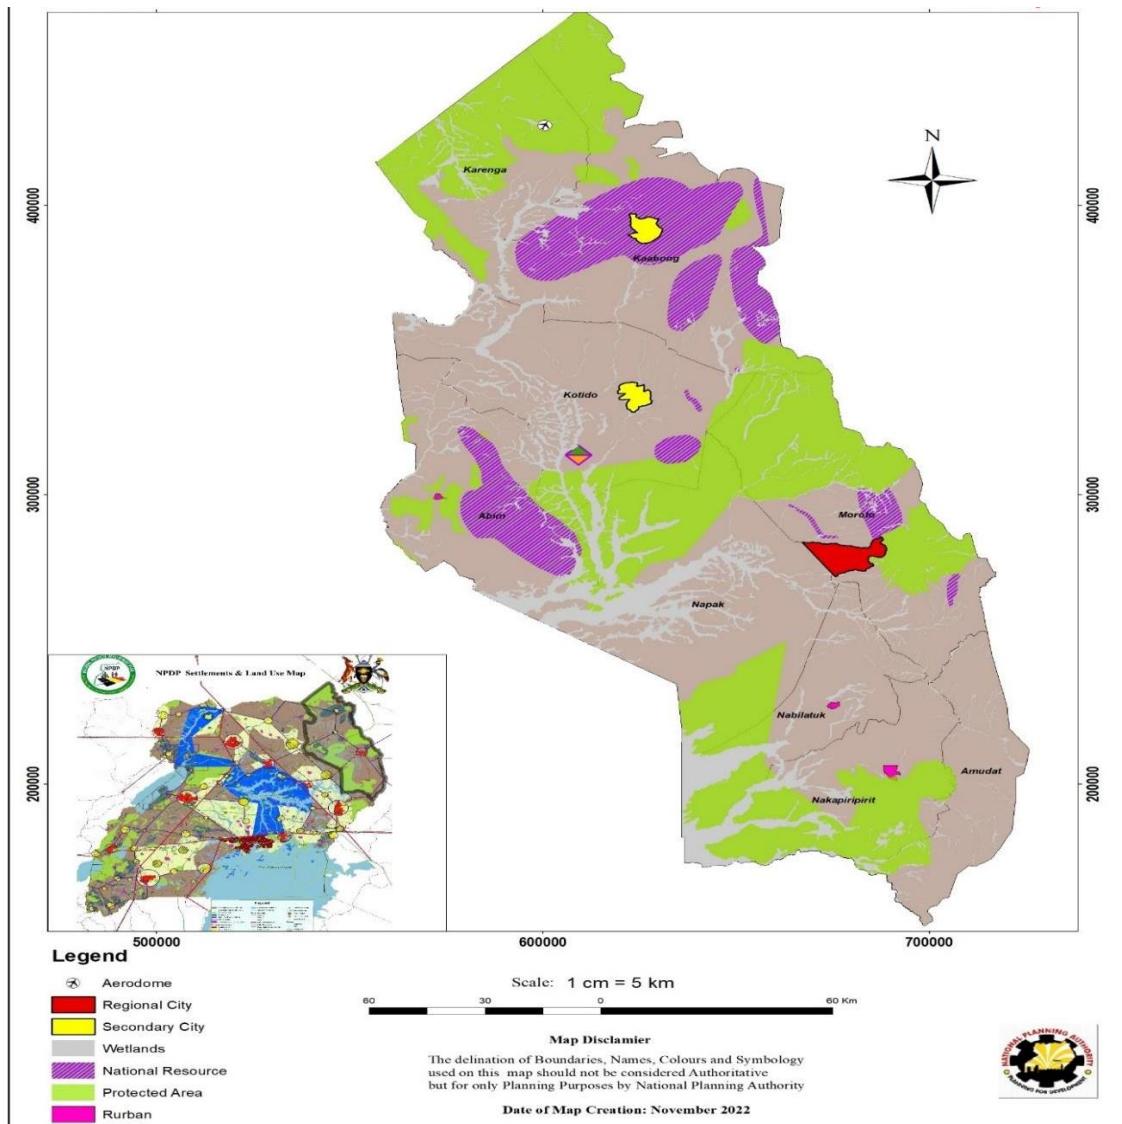 N
400000
400000
300000
300000
200000
200000
Karenga
Kaabong
Kotido
Abim
Moroto
Napak
Nabilatuk
Amudat
Nakapiripirit
NPDP
NPDP Settlements & Land Use Map
500000
600000
700000
Legend
Aerodome
Regional City
Secondary City
Wetlands
National Resource
Protected Area
Rurban
Scale: 1 cm = 5 km
60 30 0 60 Km
Map Disclamier
The delination of Boundaries, Names, Colours and Symbology
used on this map should not be considered Authoritative
but for only Planning Purposes by National Planning Authority
Date of Map Creation: November 2022
NATIONAL PLANNING AUTHORITY
PLANNING FOR DEVELOPMENT